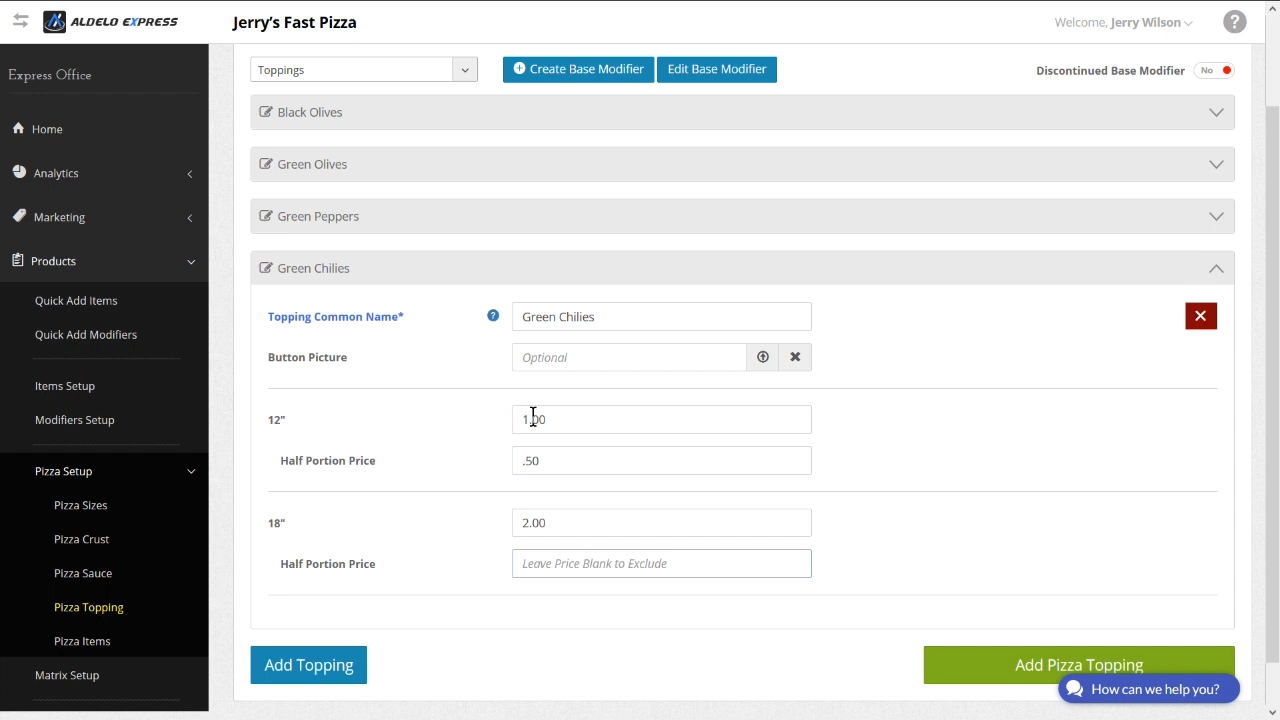 ALDELO EXPRESS
Jerry's Fast Pizza
Welcome, Jerry Wilson
?
Express Office
Home
Analytics
Marketing
Products
Quick Add Items
Quick Add Modifiers
Items Setup
Modifiers Setup
Pizza Setup
Pizza Sizes
Pizza Crust
Pizza Sauce
Pizza Topping
Pizza Items
Matrix Setup
Toppings
Create Base Modifier
Edit Base Modifier
Discontinued Base Modifier
No
Black Olives
Green Olives
Green Peppers
Green Chilies
Topping Common Name*
?
Green Chilies
Button Picture
Optional
12"
1.00
Half Portion Price
.50
18"
2.00
Half Portion Price
Leave Price Blank to Exclude
Add Topping
Add Pizza Topping
How can we help you?